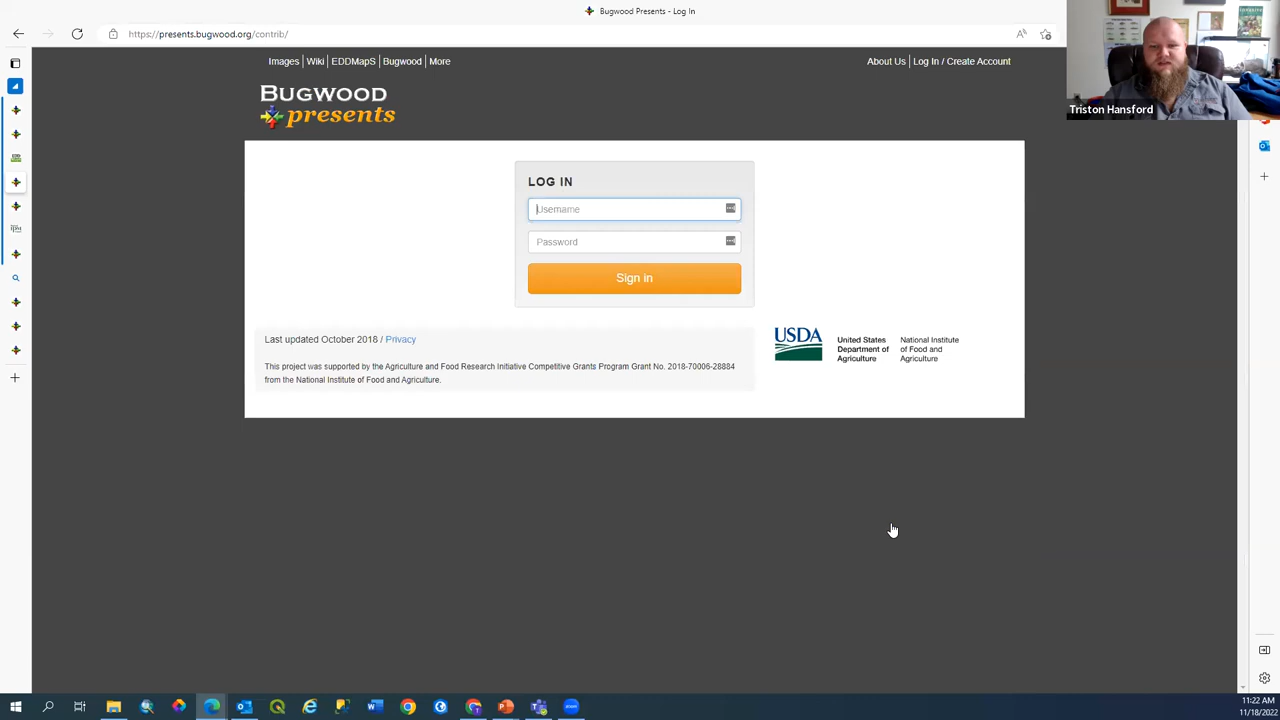 Bugwood Presents - Log In
https://presents.bugwood.org/contrib/
Images | Wiki | EDDMapS | Bugwood | More
About Us | Log In / Create Account
BUGWOOD
presents
Triston Hansford
LOG IN
Username
Password
Sign in
Last updated October 2018 / Privacy
This project was supported by the Agriculture and Food Research Initiative Competitive Grants Program Grant No. 2018-70006-28884
from the National Institute of Food and Agriculture.
USDA
United States
Department of
Agriculture
National Institute
of Food and
Agriculture
11:22 AM
11/18/2022